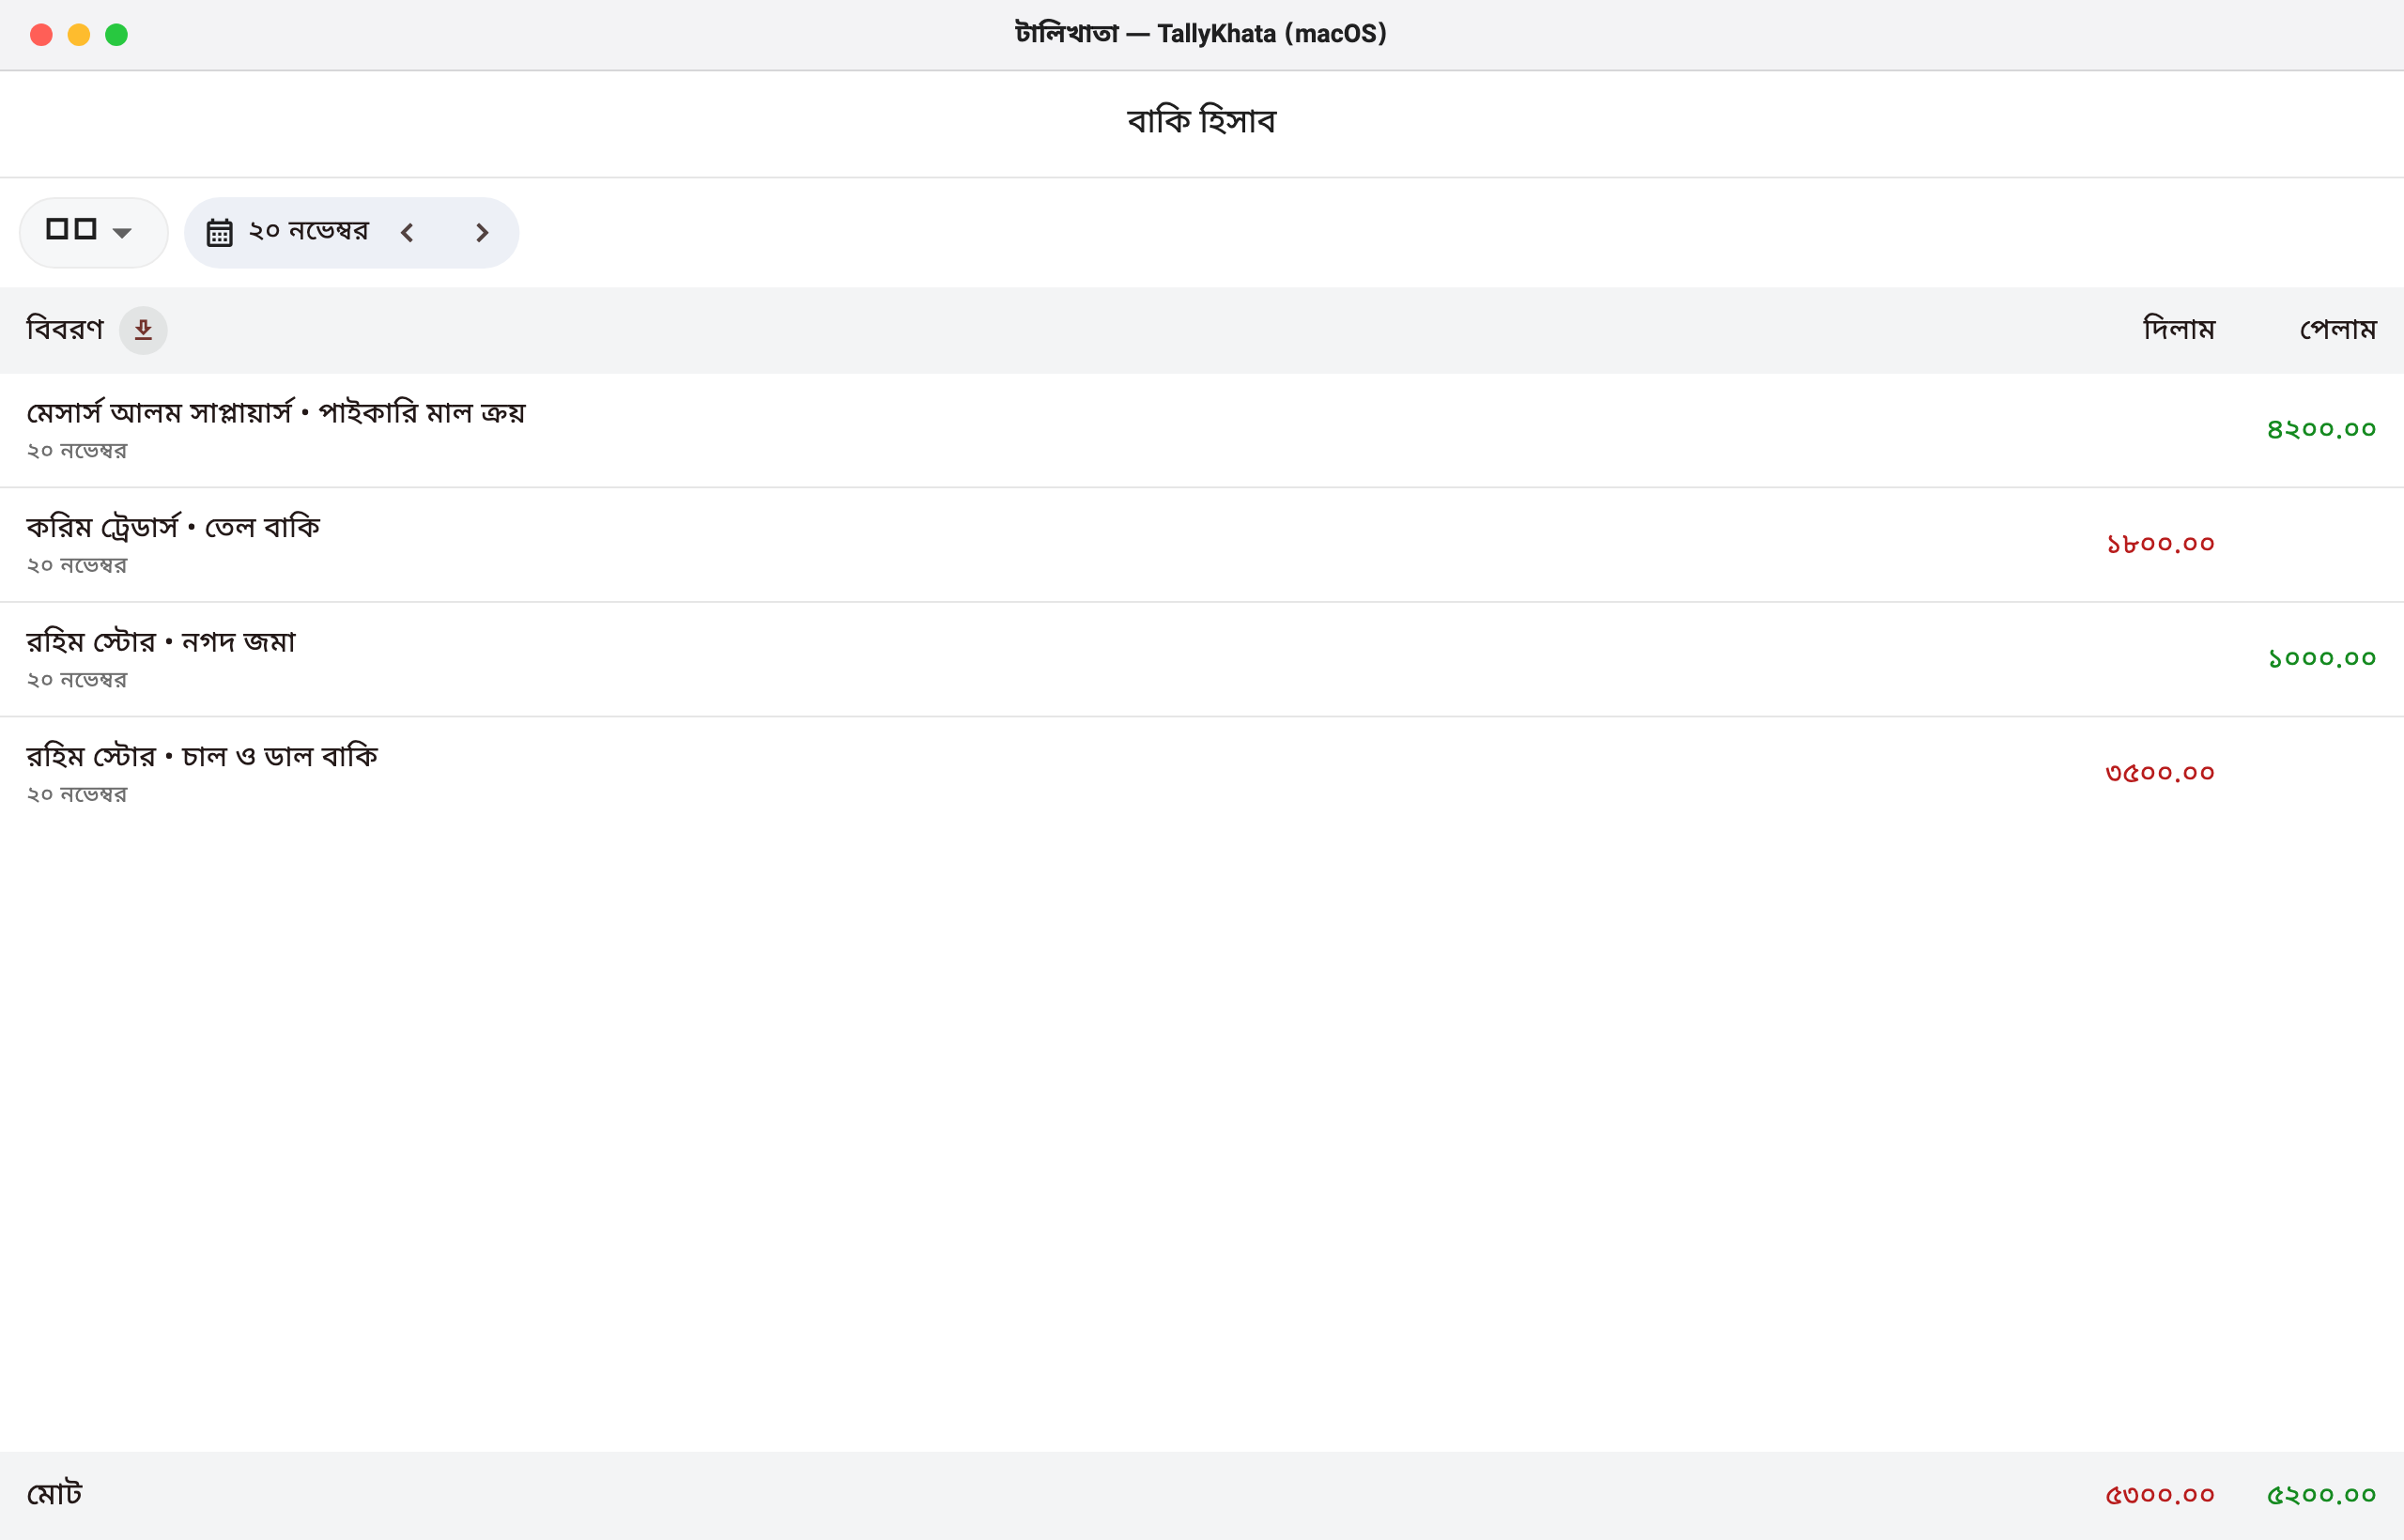 টালিখাতা — TallyKhata (macOS)
বাকি হিসাব
২০ নভেম্বর
বিবরণ দিলাম পেলাম
মেসার্স আলম সাপ্লায়ার্স • পাইকারি মাল ক্রয়
২০ নভেম্বর
৪২০০.০০
করিম ট্রেডার্স • তেল বাকি
২০ নভেম্বর
১৮০০.০০
রহিম স্টোর • নগদ জমা
২০ নভেম্বর
১০০০.০০
রহিম স্টোর • চাল ও ডাল বাকি
২০ নভেম্বর
৩৫০০.০০
মোট ৫৩০০.০০ ৫২০০.০০